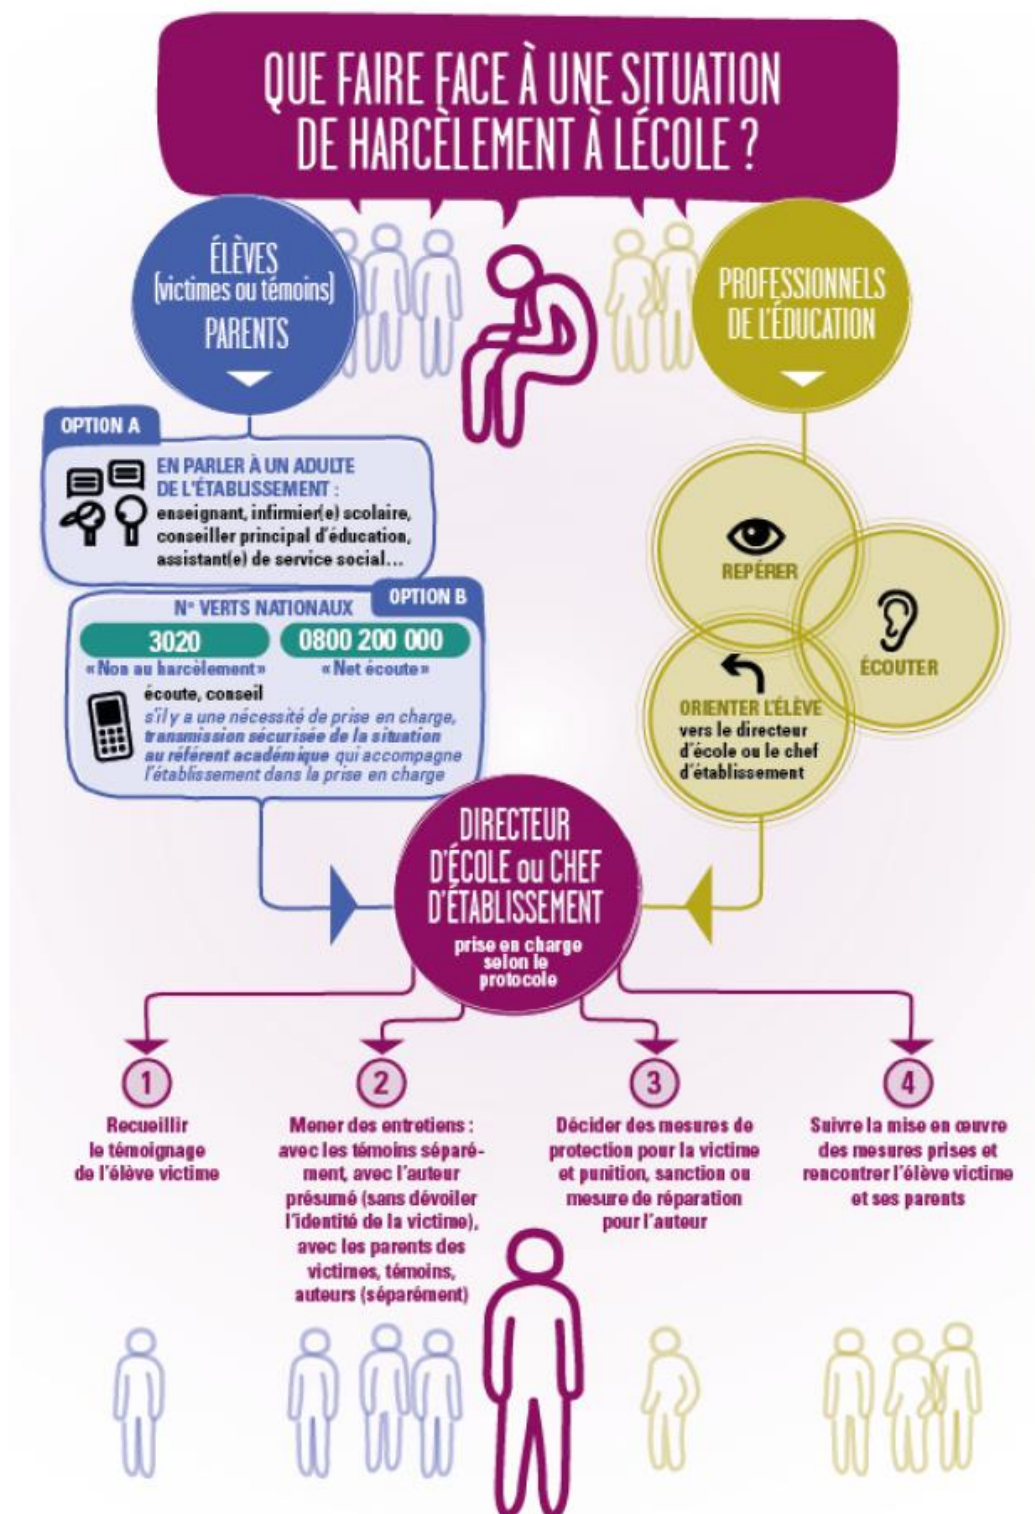 QUE FAIRE FACE À UNE SITUATION
DE HARCÈLEMENT À LÉCOLE ?
ÉLÈVES
(victimes ou témoins)
PARENTS
PROFESSIONNELS
DE L'ÉDUCATION
OPTION A
EN PARLER À UN ADULTE
DE L'ÉTABLISSEMENT :
enseignant, infirmier(e) scolaire,
conseiller principal d'éducation,
assistant(e) de service social...
OPTION B
N° VERTS NATIONAUX
3020
0800 200 000
« Non au harcèlement »
« Net écoute »
écoute, conseil
s'il y a une nécessité de prise en charge,
transmission sécurisée de la situation
au référent académique qui accompagne
l'établissement dans la prise en charge
REPÉRER
ÉCOUTER
ORIENTER L'ÉLÈVE
vers le directeur
d'école ou le chef
d'établissement
DIRECTEUR
D'ÉCOLE ou CHEF
D'ÉTABLISSEMENT
prise en charge
selon le
protocole
1
Recueillir
le témoignage
de l'élève victime
2
Mener des entretiens :
avec les témoins séparé-
ment, avec l'auteur
présumé (sans dévoiler
l'identité de la victime),
avec les parents des
victimes, témoins,
auteurs (séparément)
3
Décider des mesures de
protection pour la victime
et punition, sanction ou
mesure de réparation
pour l'auteur
4
Suivre la mise en œuvre
des mesures prises et
rencontrer l'élève victime
et ses parents